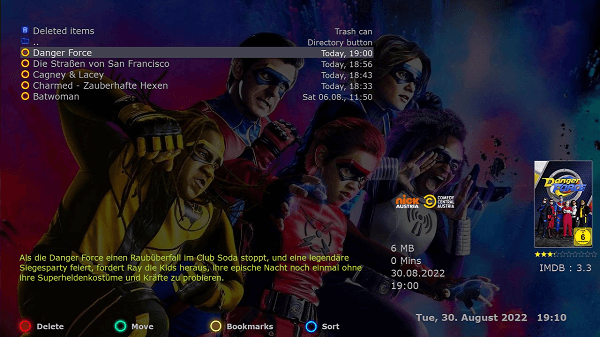 Deleted items Trash can
.. Directory button
Danger Force Today, 19:00
Die Straßen von San Francisco Today, 18:56
Cagney & Lacey Today, 18:43
Charmed - Zauberhafte Hexen Today, 18:33
Batwoman Sat 06.08., 11:50
nick AUSTRIA COMEDY CENTRAL AUSTRIA
Danger FORCE
6
IMDB : 3.3
6 MB
0 Mins
30.08.2022
19:00
Als die Danger Force einen Raubüberfall im Club Soda stoppt, und eine legendäre
Siegesparty feiert, fordert Ray die Kids heraus, ihre epische Nacht noch einmal ohne
ihre Superheldenkostüme und Kräfte zu probieren.
Tue, 30. August 2022 19:10
Delete Move Bookmarks Sort